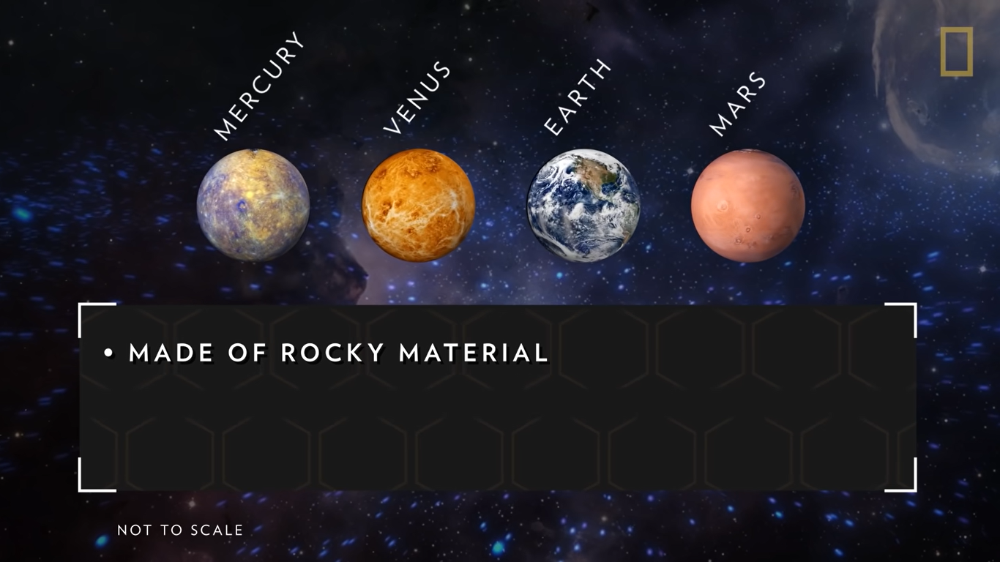 MERCURY
VENUS
EARTH
MARS
• MADE OF ROCKY MATERIAL
NOT TO SCALE